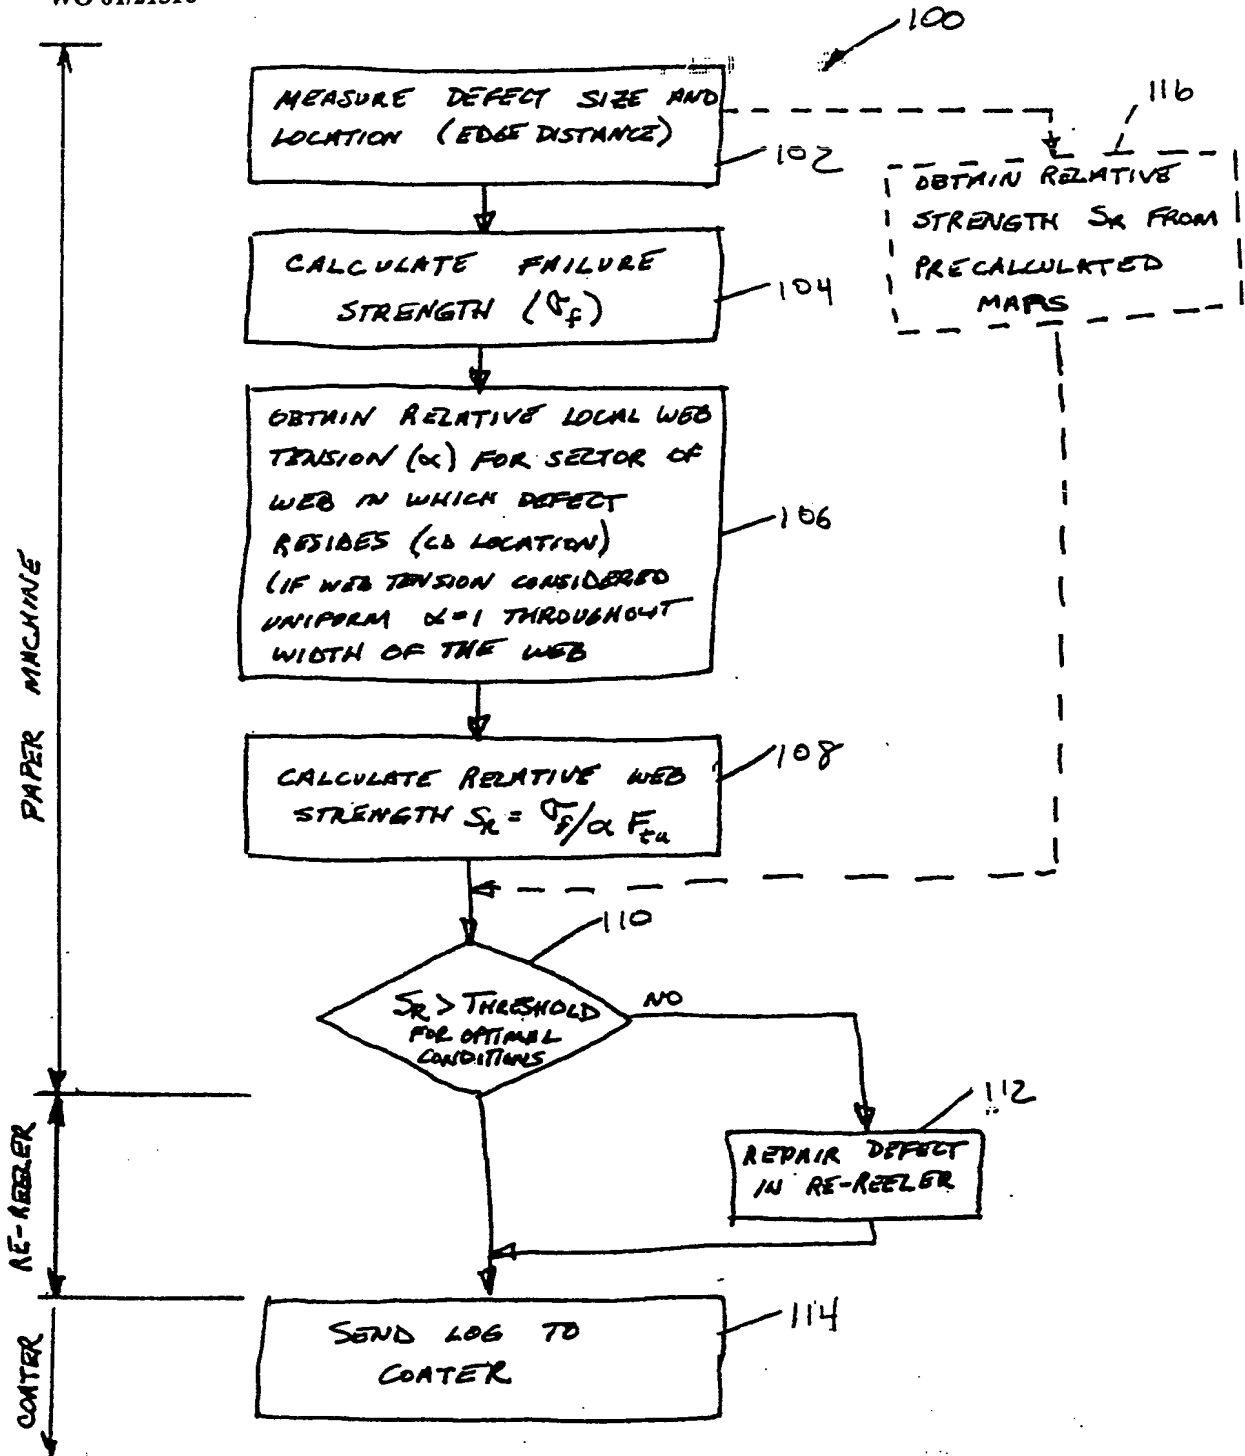 100
MEASURE DEFECT SIZE AND
LOCATION (EDGE DISTANCE)
102
116
OBTAIN RELATIVE
STRENGTH SR FROM
PRECALCULATED
MAPS
CALCULATE FAILURE
STRENGTH (σf)
104
OBTAIN RELATIVE LOCAL WEB
TENSION (α) FOR SECTOR OF
WEB IN WHICH DEFECT
RESIDES (CD LOCATION)
(IF WEB TENSION CONSIDERED
UNIFORM α=1 THROUGHOUT
WIDTH OF THE WEB
106
PAPER MACHINE
CALCULATE RELATIVE WEB
STRENGTH SR = σf/α Ftu
108
110
SR > THRESHOLD
FOR OPTIMAL
CONDITIONS
NO
112
REPAIR DEFECT
IN RE-REELER
RE-REELER
SEND LOG TO
COATER
114
COATER